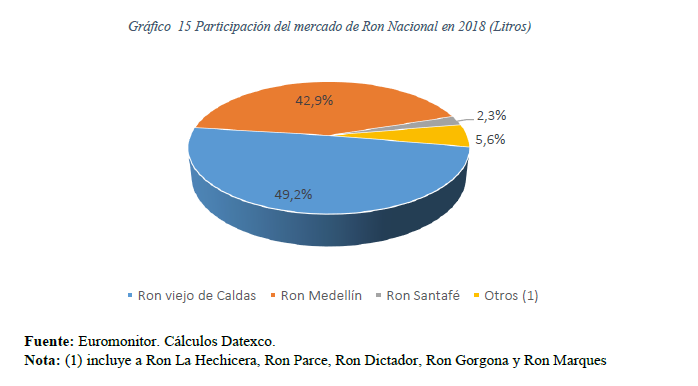 Gráfico 15 Participación del mercado de Ron Nacional en 2018 (Litros)
42,9%
2,3%
5,6%
49,2%
Ron viejo de Caldas Ron Medellín Ron Santafé Otros (1)
Fuente: Euromonitor. Cálculos Datexco.
Nota: (1) incluye a Ron La Hechicera, Ron Parce, Ron Dictador, Ron Gorgona y Ron Marques